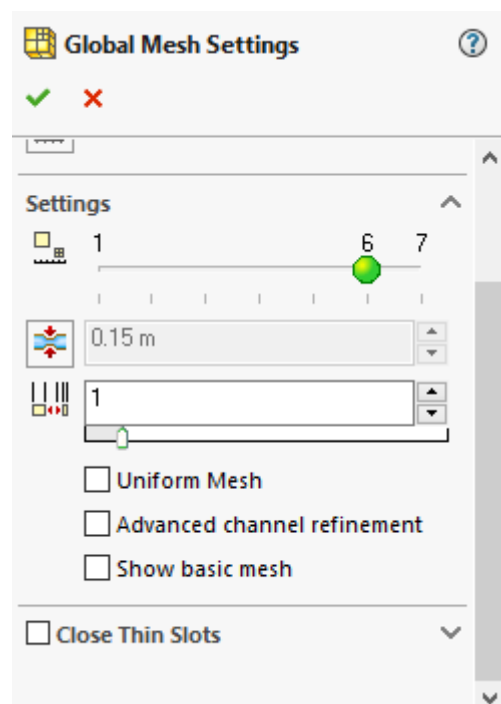 Global Mesh Settings
?
Settings
1 6 7
0.15 m
1
Uniform Mesh
Advanced channel refinement
Show basic mesh
Close Thin Slots